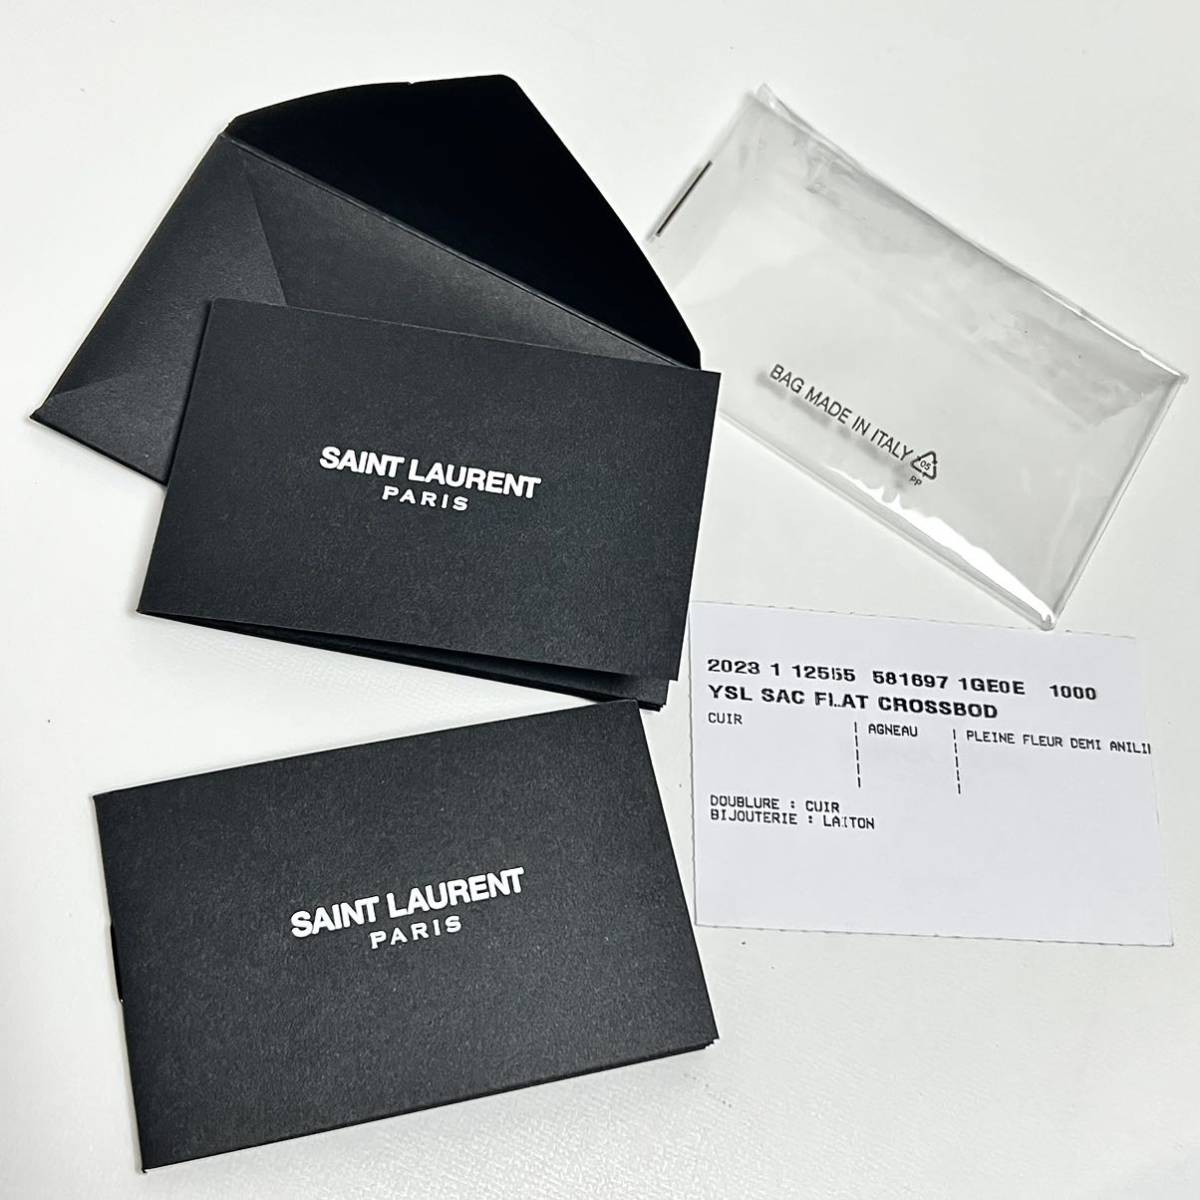 SAINT LAURENT
PARIS
BAG MADE IN ITALY
05
PP
2023 1 12555 581697 1GE0E 1000
YSL SAC FLAT CROSSBOD
CUIR | AGNEAU | PLEINE FLEUR DEMI ANILI
DOUBLURE : CUIR
BIJOUTERIE : LAITON
SAINT LAURENT
PARIS